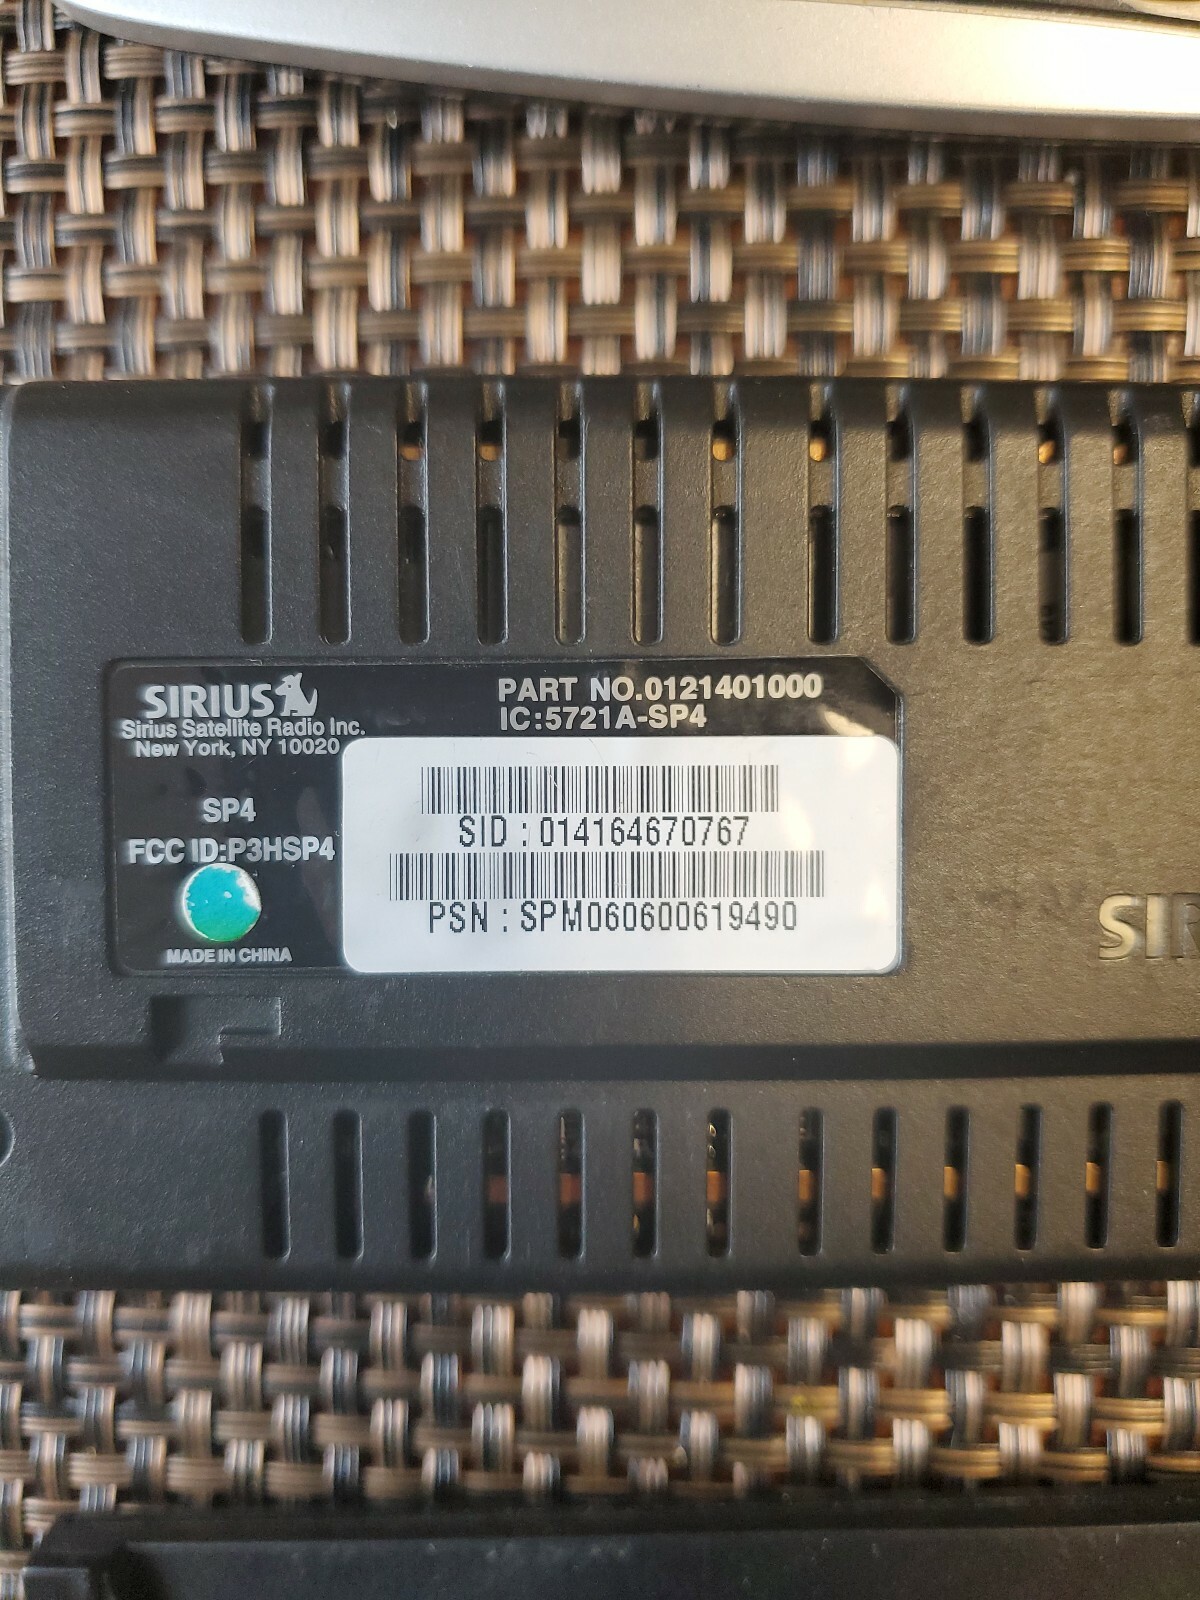 SIRIUS
Sirius Satellite Radio Inc.
New York, NY 10020
PART NO.0121401000
IC:5721A-SP4
SP4
FCC ID:P3HSP4
MADE IN CHINA
SID : 014164670767
PSN : SPM060600619490
SIR